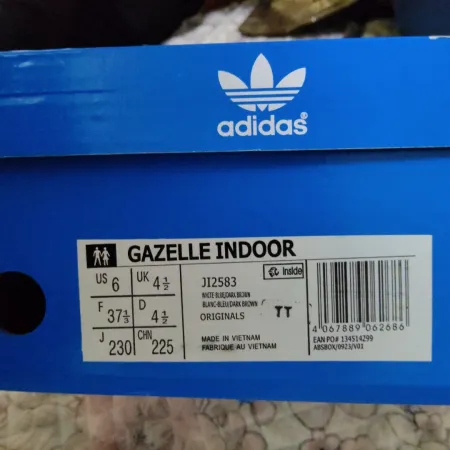 adidas
GAZELLE INDOOR
US 6 UK 4 1/2
F 37 1/3 D 4 1/2
J 230 CHN 225
JI2583
WHITE-BLUE/DARK BROWN
BLANC-BLEU/DARK BROWN
ORIGINALS
MADE IN VIETNAM
FABRIQUE AU VIETNAM
Inside
TT
4 067889 062686
EAN PO# 134514299
ABSBOX/0923/V01